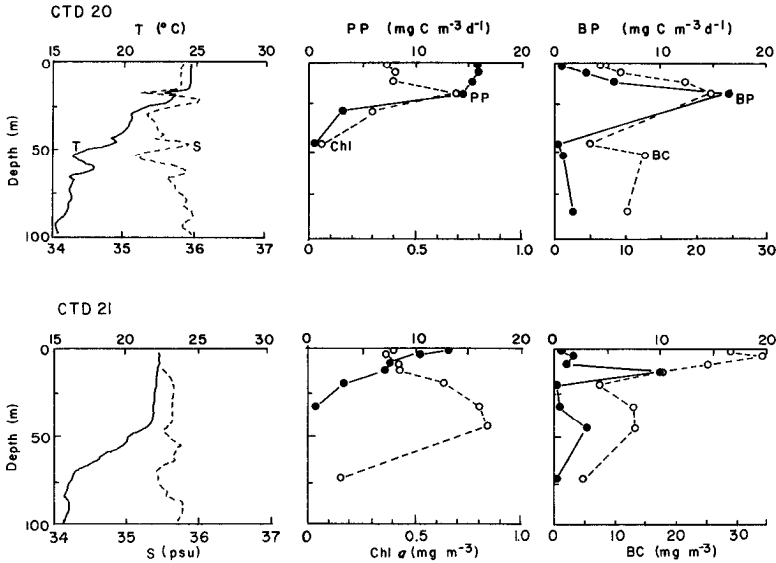 CTD 20
T (°C)
15 20 25 30
PP (mg C m⁻³ d⁻¹)
0 10 20
BP (mg C m⁻³ d⁻¹)
0 10 20
Depth (m)
0
50
100
T
S
34 35 36 37
PP
Chl
0 0.5 1.0
BP
BC
0 10 20 30
CTD 21
15 20 25 30
0 10 20
0 10 20
Depth (m)
0
50
100
34 35 36 37
S (psu)
0 0.5 1.0
Chl a (mg m⁻³)
0 10 20 30
BC (mg m⁻³)